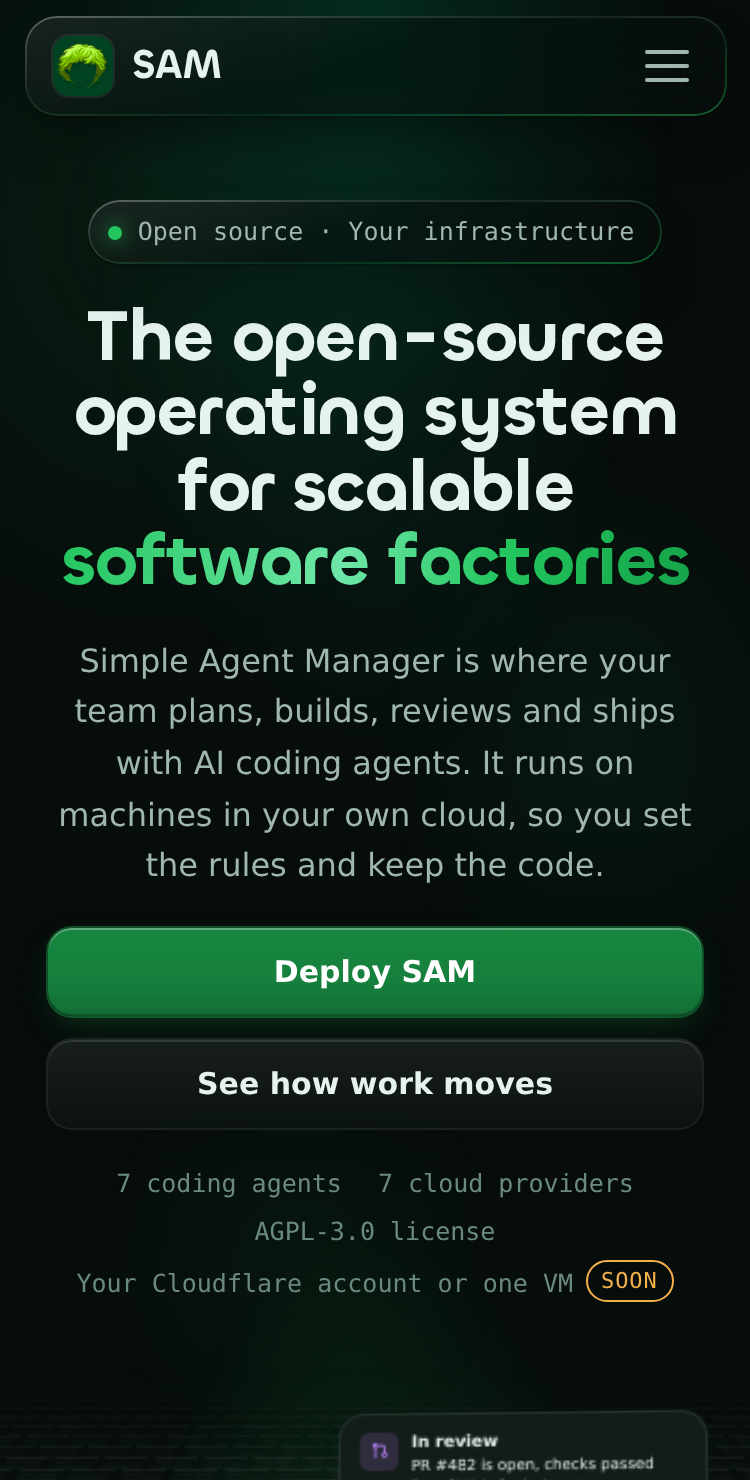 SAM
Open source · Your infrastructure
The open-source
operating system
for scalable
software factories
Simple Agent Manager is where your
team plans, builds, reviews and ships
with AI coding agents. It runs on
machines in your own cloud, so you set
the rules and keep the code.
Deploy SAM
See how work moves
7 coding agents 7 cloud providers
AGPL-3.0 license
Your Cloudflare account or one VM SOON
In review
PR #482 is open, checks passed